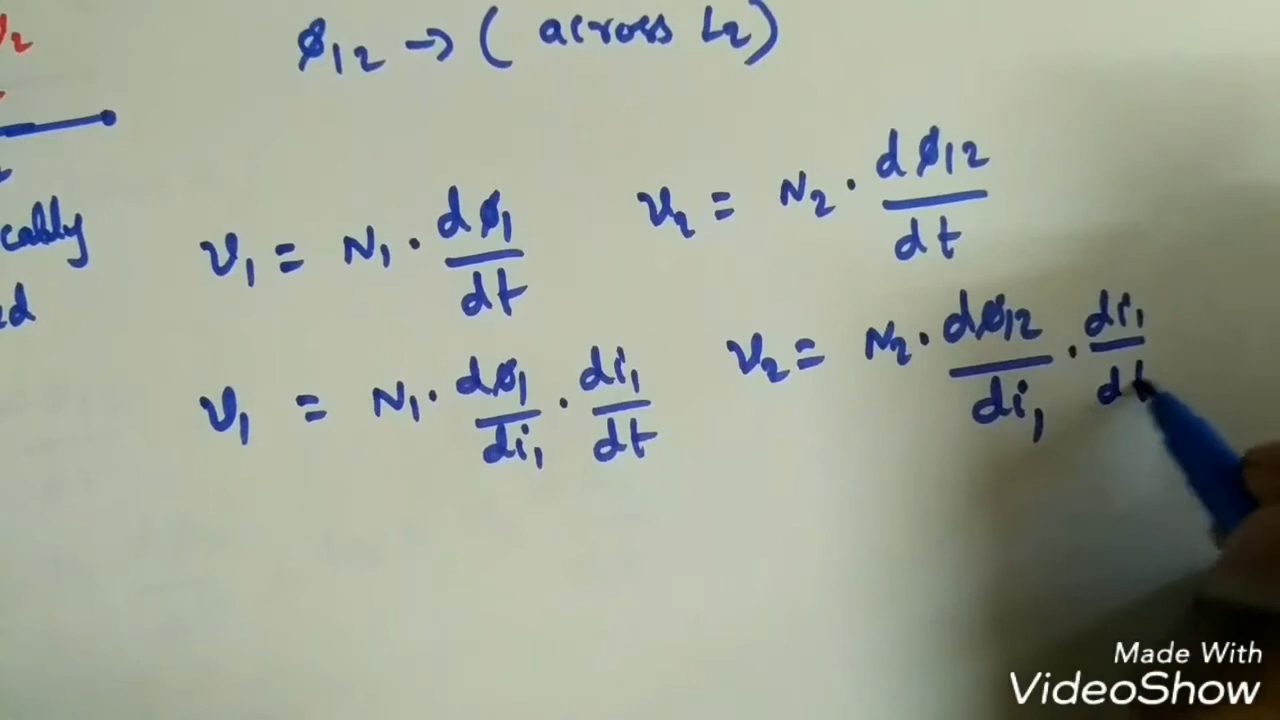 ϕ₁₂ → (across L₂)
v₁ = N₁ · dϕ₁/dt
v₂ = N₂ · dϕ₁₂/dt
v₁ = N₁ · dϕ₁/di₁ · di₁/dt
v₂ = N₂ · dϕ₁₂/di₁ · di₁/dt
Made With
VideoShow